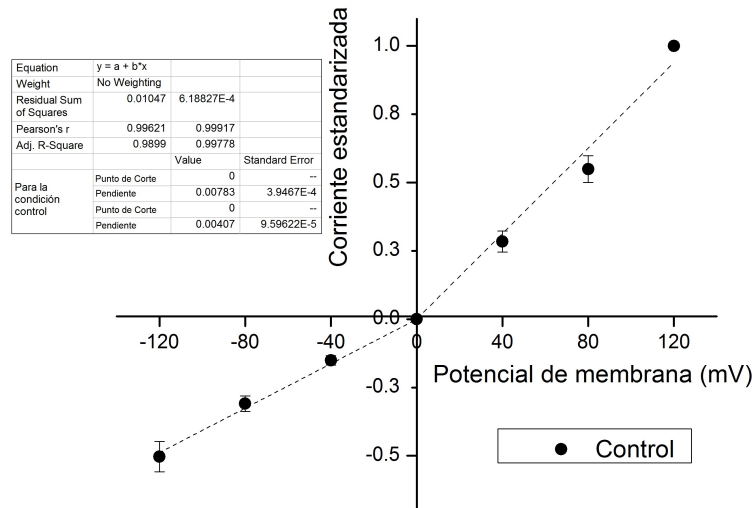 Equation y = a + b*x
Weight No Weighting
Residual Sum of Squares 0.01047 6.18827E-4
Pearson's r 0.99621 0.99917
Adj. R-Square 0.9899 0.99778
Value Standard Error
Para la condición control
Punto de Corte 0 --
Pendiente 0.00783 3.9467E-4
Punto de Corte 0 --
Pendiente 0.00407 9.59622E-5
Corriente estandarizada
1.0
0.8
0.5
0.3
0.0
-0.3
-0.5
-120 -80 -40 0 40 80 120
Potencial de membrana (mV)
Control